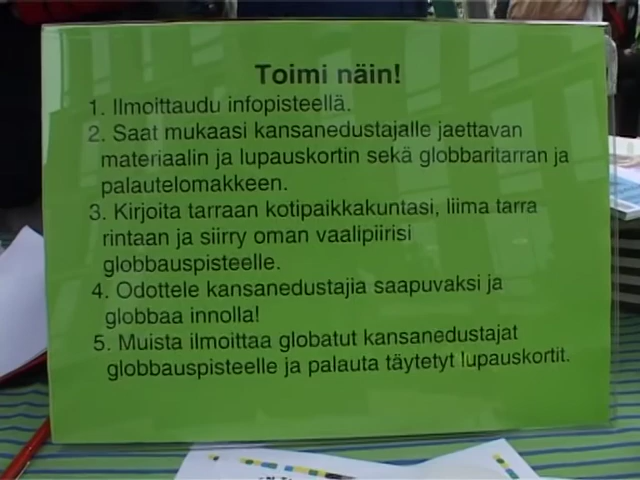 Toimi näin!
1. Ilmoittaudu infopisteellä.
2. Saat mukaasi kansanedustajalle jaettavan
materiaalin ja lupauskortin sekä globbaritarran ja
palautelomakkeen.
3. Kirjoita tarraan kotipaikkakuntasi, liima tarra
rintaan ja siirry oman vaalipiirisi
globbauspisteelle.
4. Odottele kansanedustajia saapuvaksi ja
globbaa innolla!
5. Muista ilmoittaa globatut kansanedustajat
globbauspisteelle ja palauta täytetyt lupauskortit.